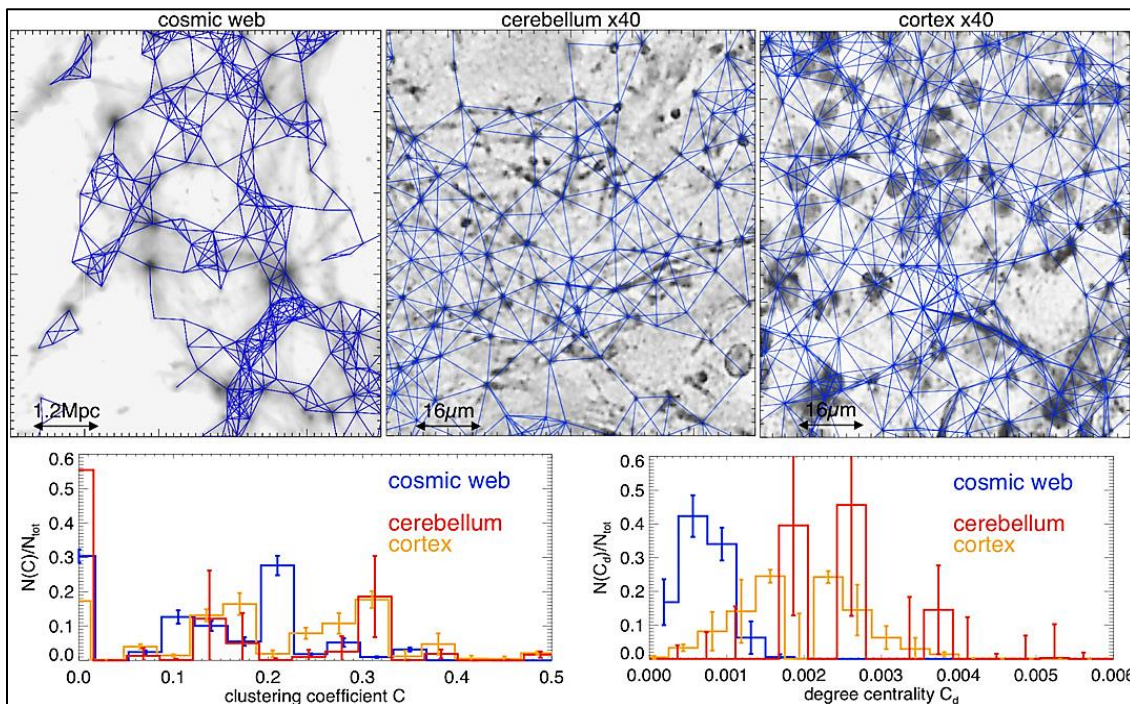 cosmic web cerebellum x40 cortex x40
1.2Mpc 16μm 16μm
0.6
0.5
0.4
0.3
0.2
0.1
0.0
N(C)/N_tot
cosmic web
cerebellum
cortex
0.0 0.1 0.2 0.3 0.4 0.5
clustering coefficient C
0.6
0.5
0.4
0.3
0.2
0.1
0.0
N(C_d)/N_tot
cosmic web
cerebellum
cortex
0.000 0.001 0.002 0.003 0.004 0.005 0.006
degree centrality C_d